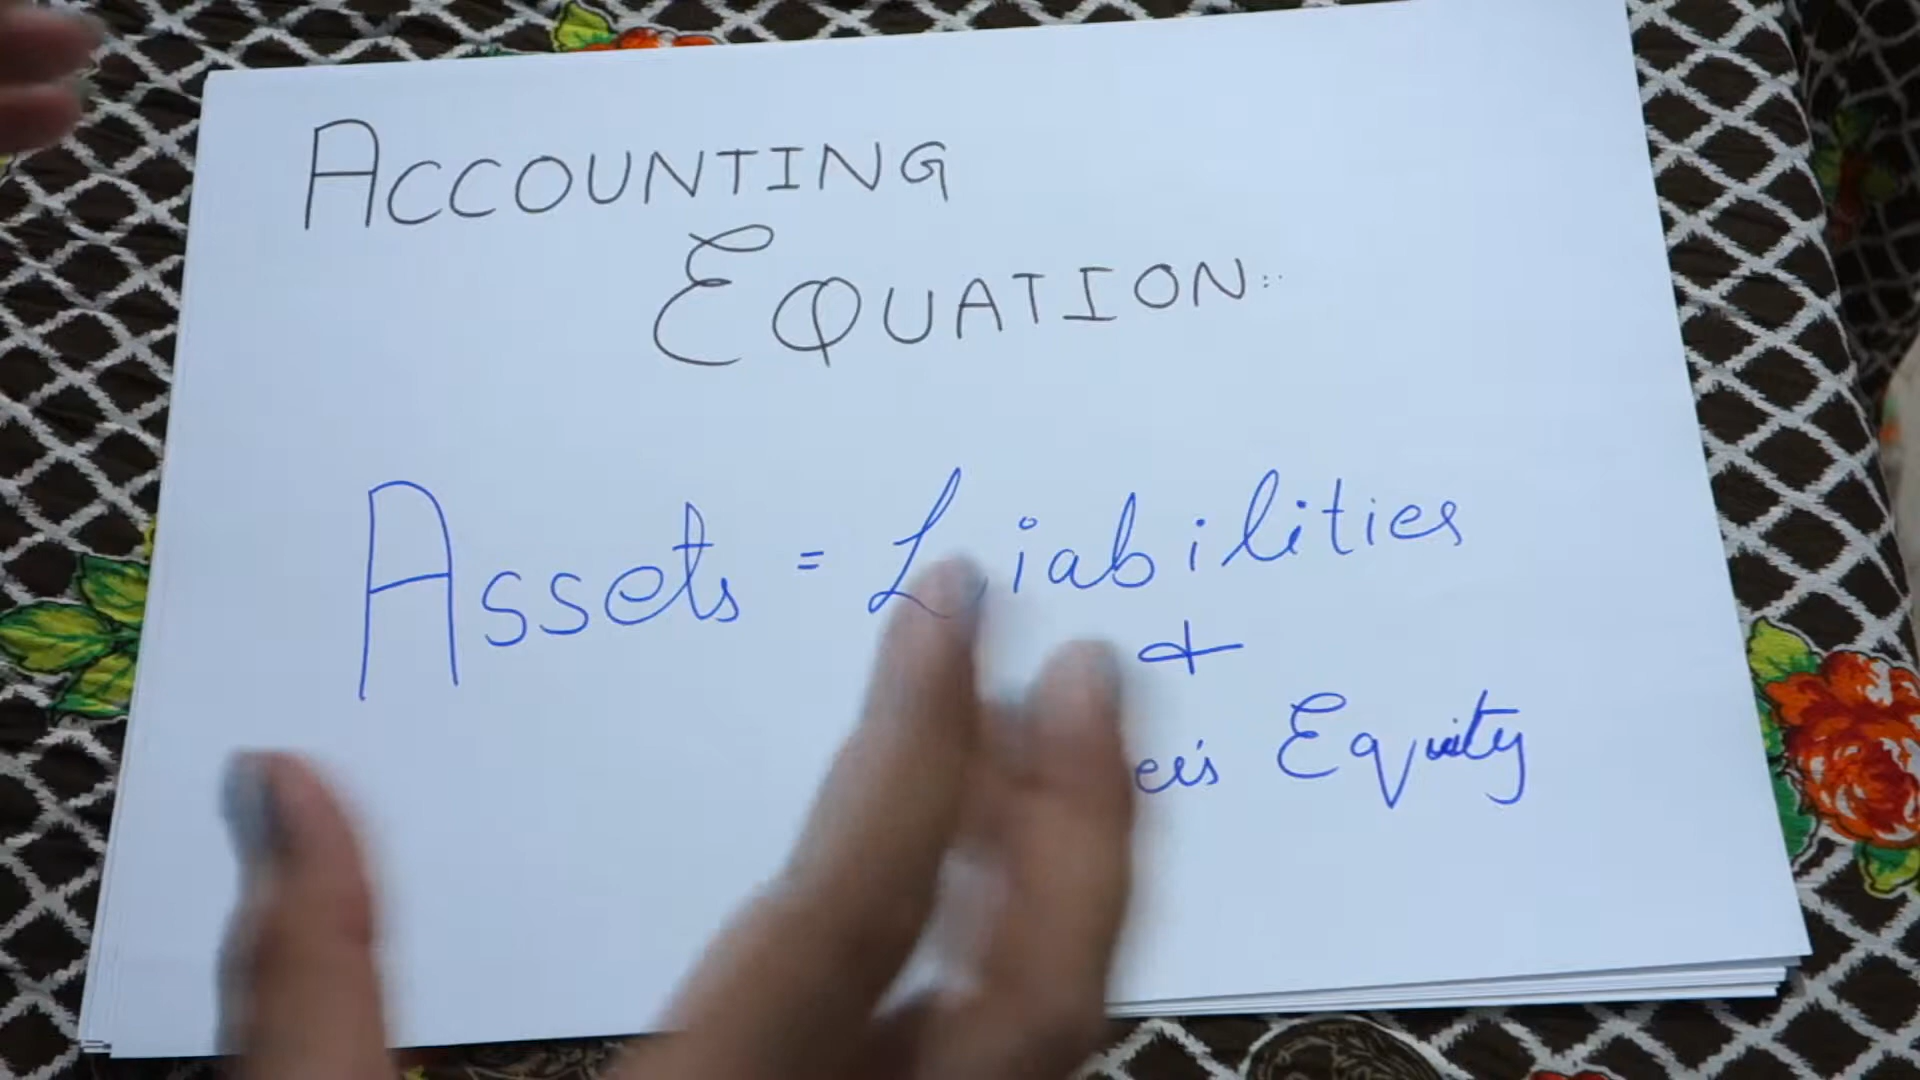 ACCOUNTING
EQUATION:
Assets = Liabilities
+
Equity